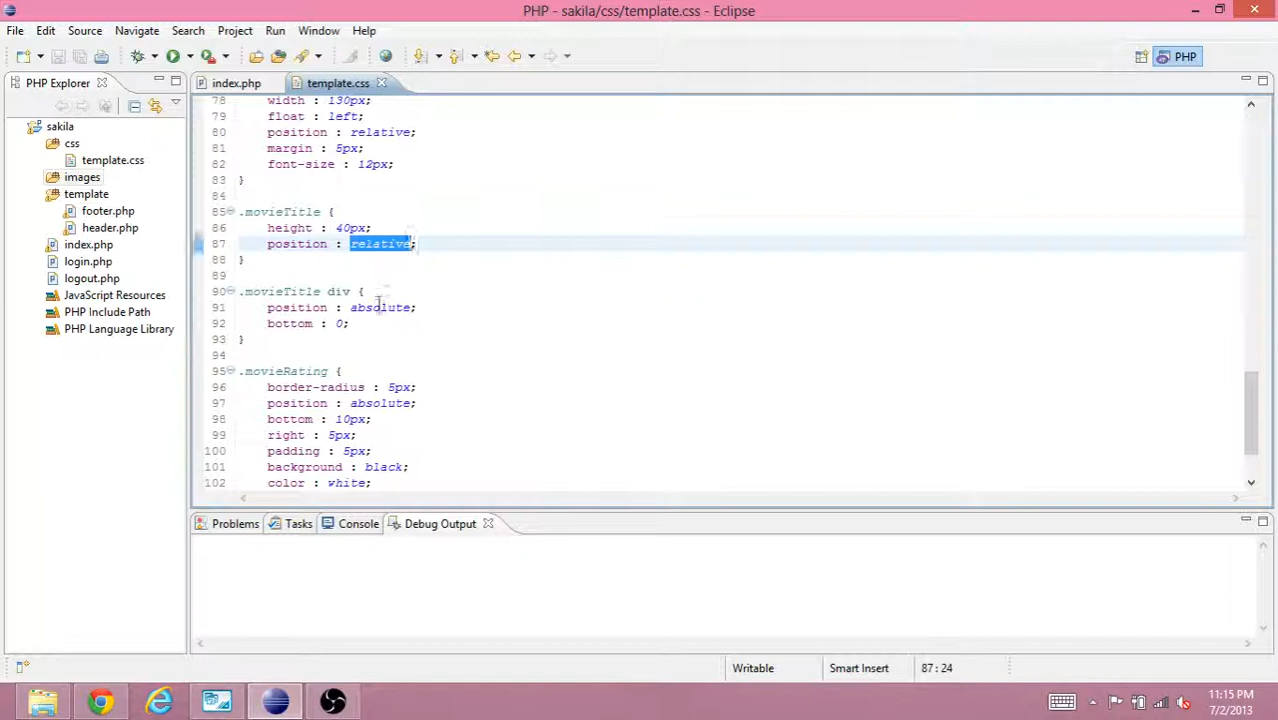 PHP - sakila/css/template.css - Eclipse
File Edit Source Navigate Search Project Run Window Help
PHP
PHP Explorer
index.php
template.css
sakila
css
template.css
images
template
footer.php
header.php
index.php
login.php
logout.php
JavaScript Resources
PHP Include Path
PHP Language Library
78 width : 130px;
79 float : left;
80 position : relative;
81 margin : 5px;
82 font-size : 12px;
83 }
84
85 .movieTitle {
86 height : 40px;
87 position : relative;
88 }
89
90 .movieTitle div {
91 position : absolute;
92 bottom : 0;
93 }
94
95 .movieRating {
96 border-radius : 5px;
97 position : absolute;
98 bottom : 10px;
99 right : 5px;
100 padding : 5px;
101 background : black;
102 color : white;
Problems Tasks Console Debug Output
Writable Smart Insert 87 : 24
11:15 PM
7/2/2013